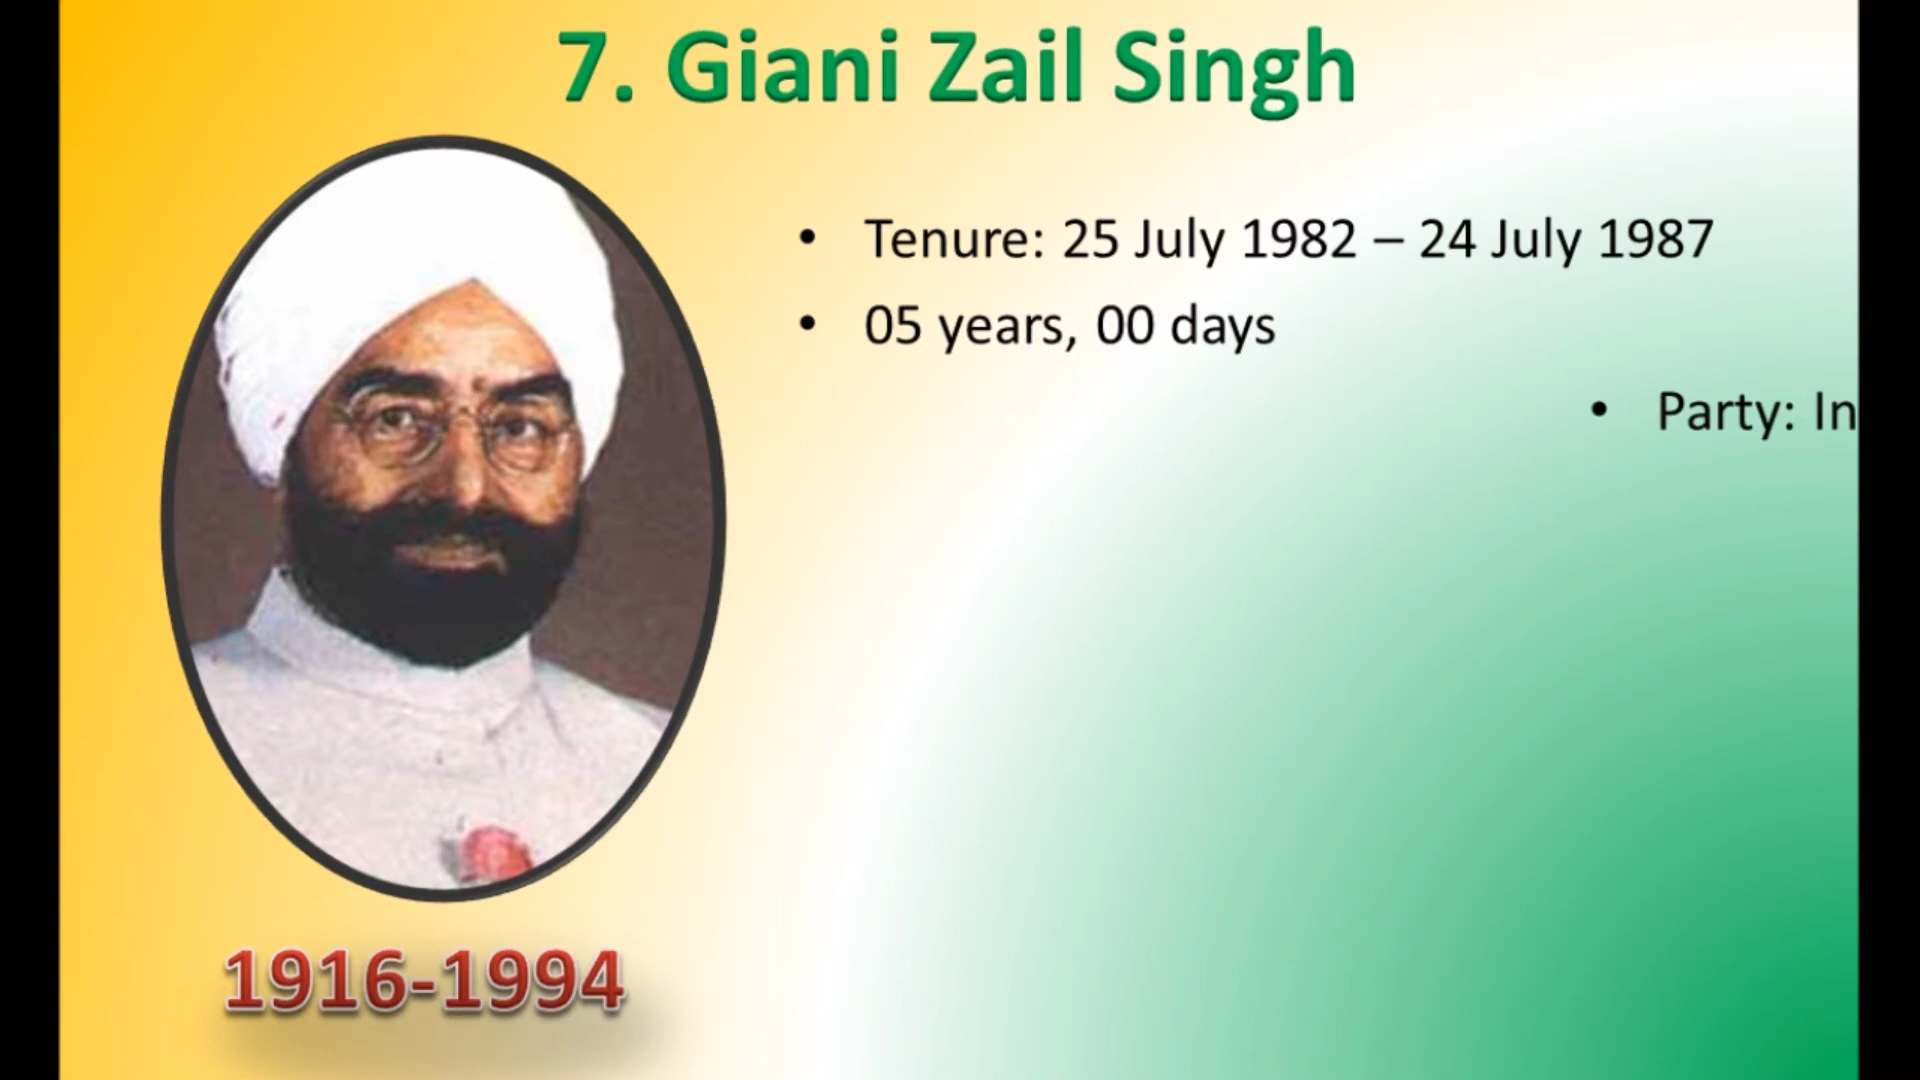 7. Giani Zail Singh
• Tenure: 25 July 1982 – 24 July 1987
• 05 years, 00 days
• Party: In
1916-1994